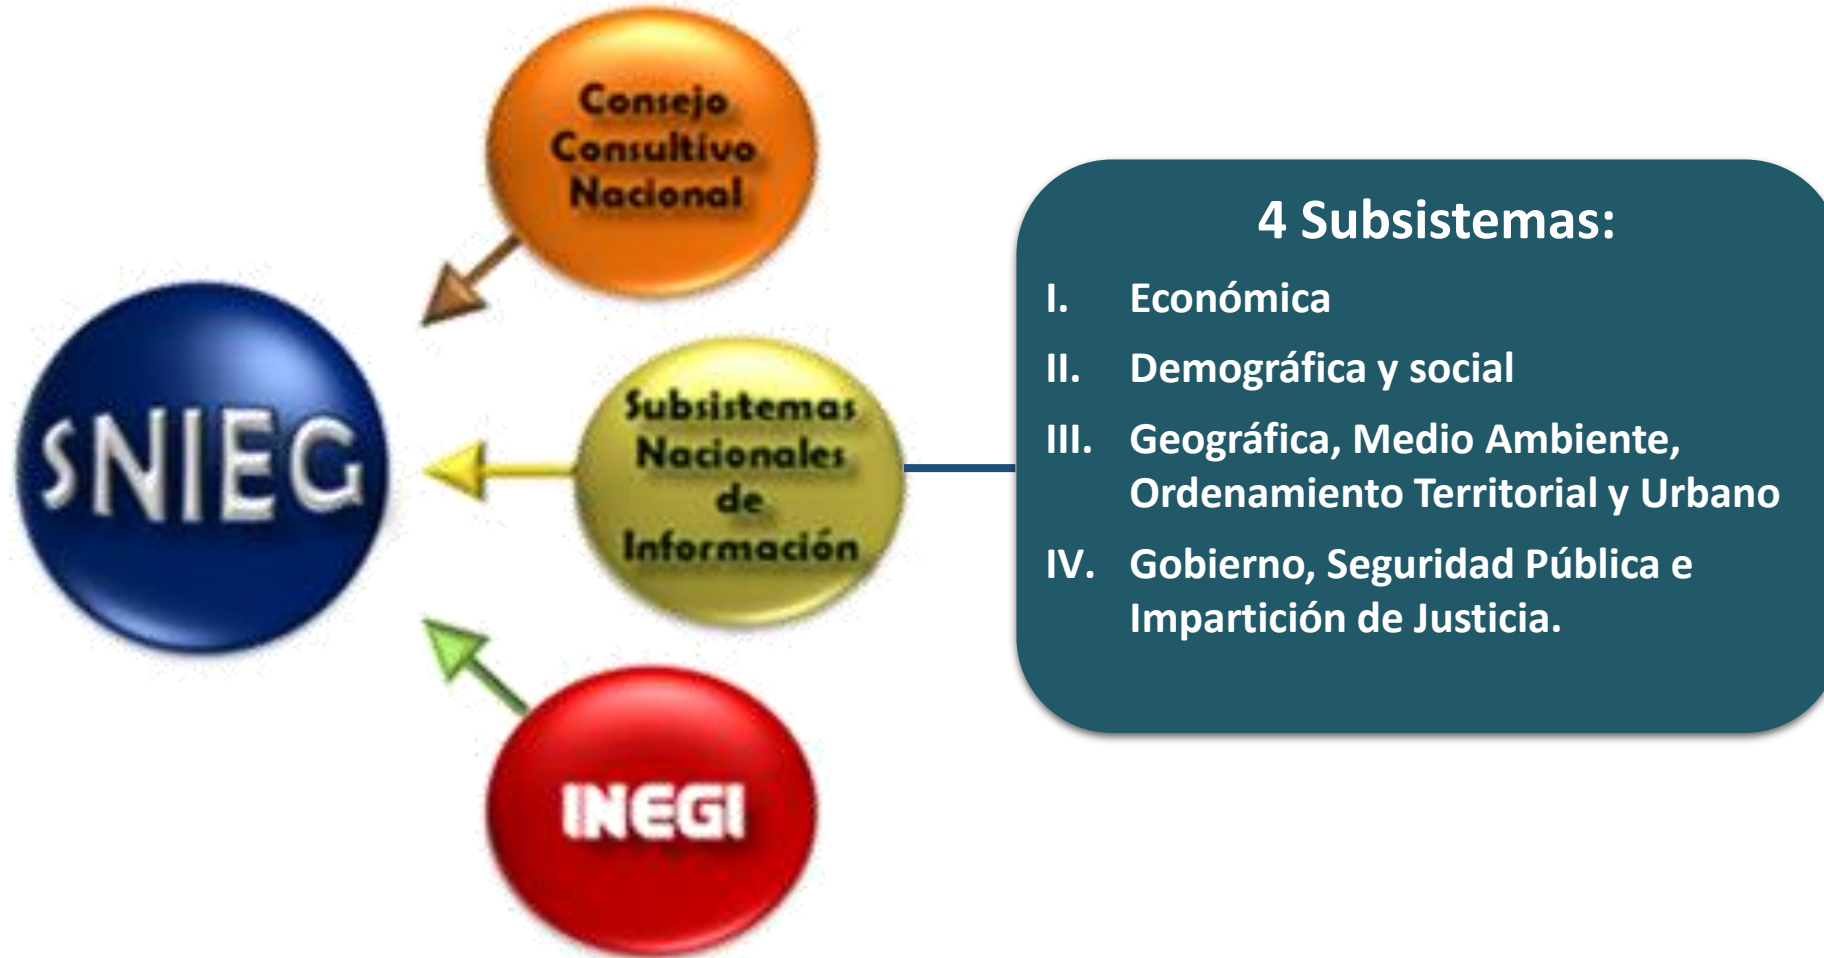 Consejo
Consultivo
Nacional
SNIEG
Subsistemas
Nacionales
de
Información
INEGI
4 Subsistemas:
I. Económica
II. Demográfica y social
III. Geográfica, Medio Ambiente,
Ordenamiento Territorial y Urbano
IV. Gobierno, Seguridad Pública e
Impartición de Justicia.